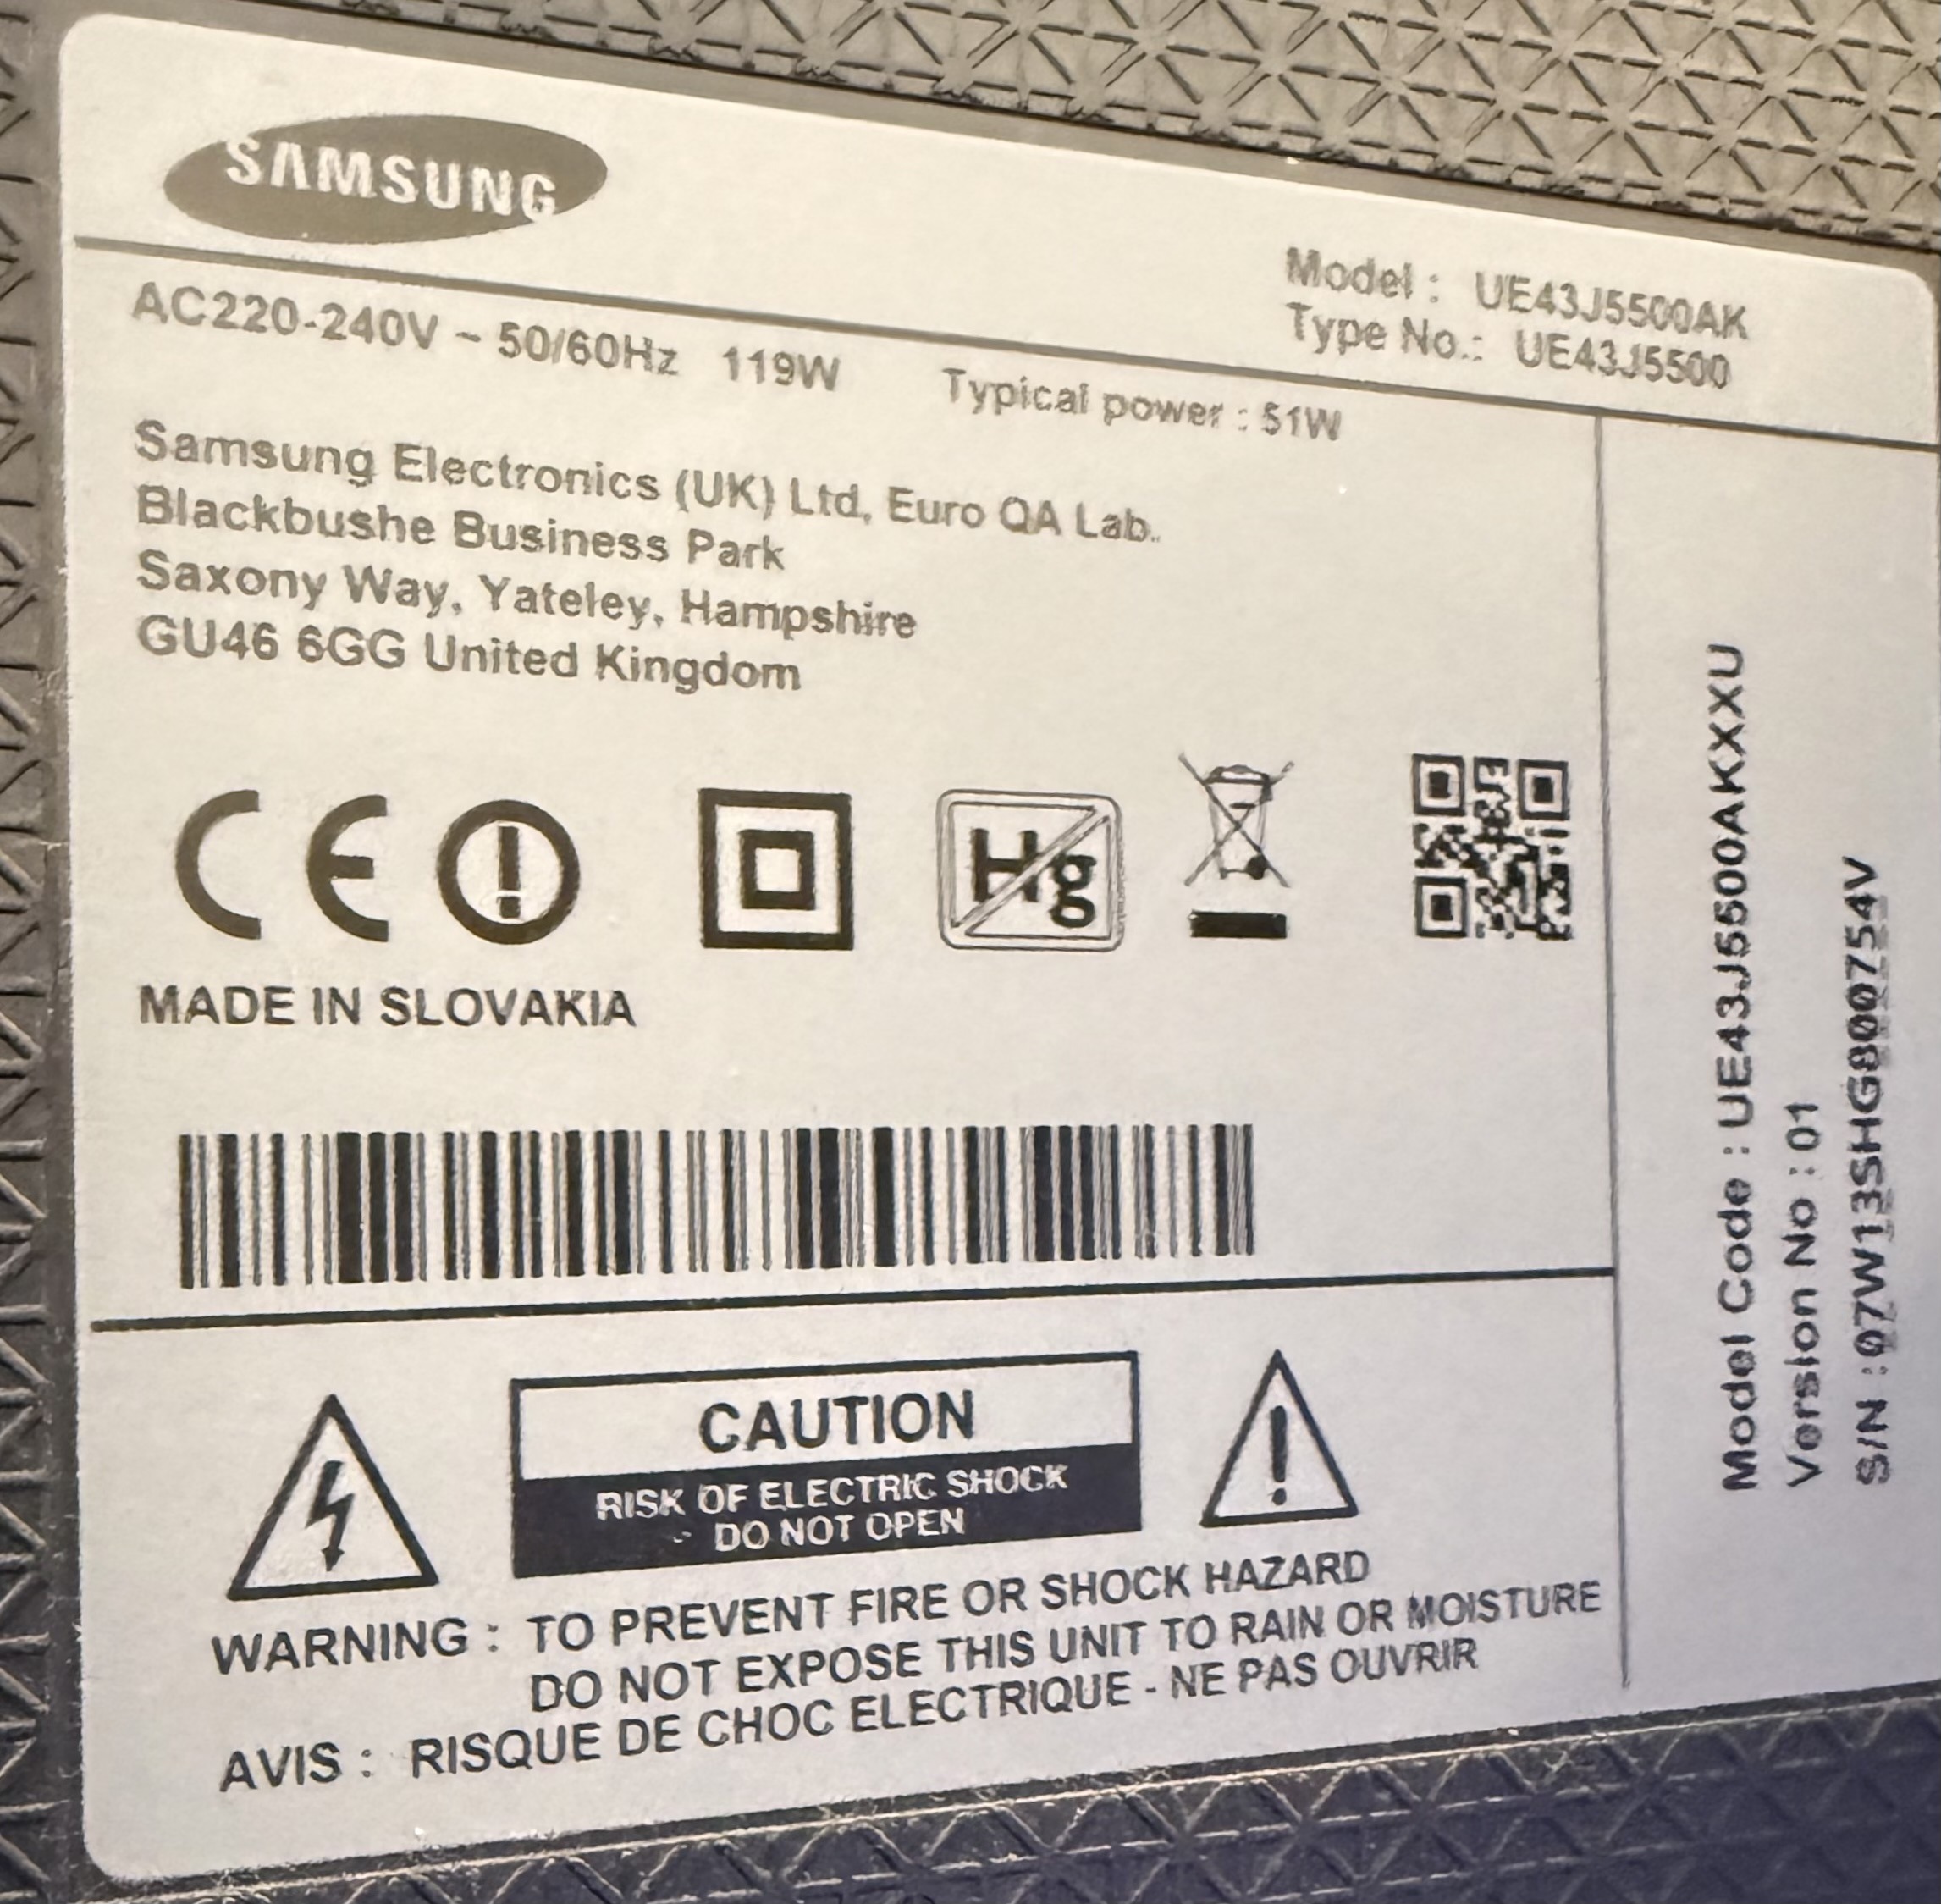 SAMSUNG
Model : UE43J5500AK
Type No.: UE43J5500
AC220-240V ~ 50/60Hz 119W Typical power : 51W
Samsung Electronics (UK) Ltd, Euro QA Lab.
Blackbushe Business Park
Saxony Way, Yateley, Hampshire
GU46 6GG United Kingdom
CE
Hg
MADE IN SLOVAKIA
CAUTION
RISK OF ELECTRIC SHOCK
DO NOT OPEN
WARNING : TO PREVENT FIRE OR SHOCK HAZARD
DO NOT EXPOSE THIS UNIT TO RAIN OR MOISTURE
AVIS : RISQUE DE CHOC ELECTRIQUE - NE PAS OUVRIR
Model Code : UE43J5500AKXXU
Version No : 01
S/N : 07W13SHG800754V